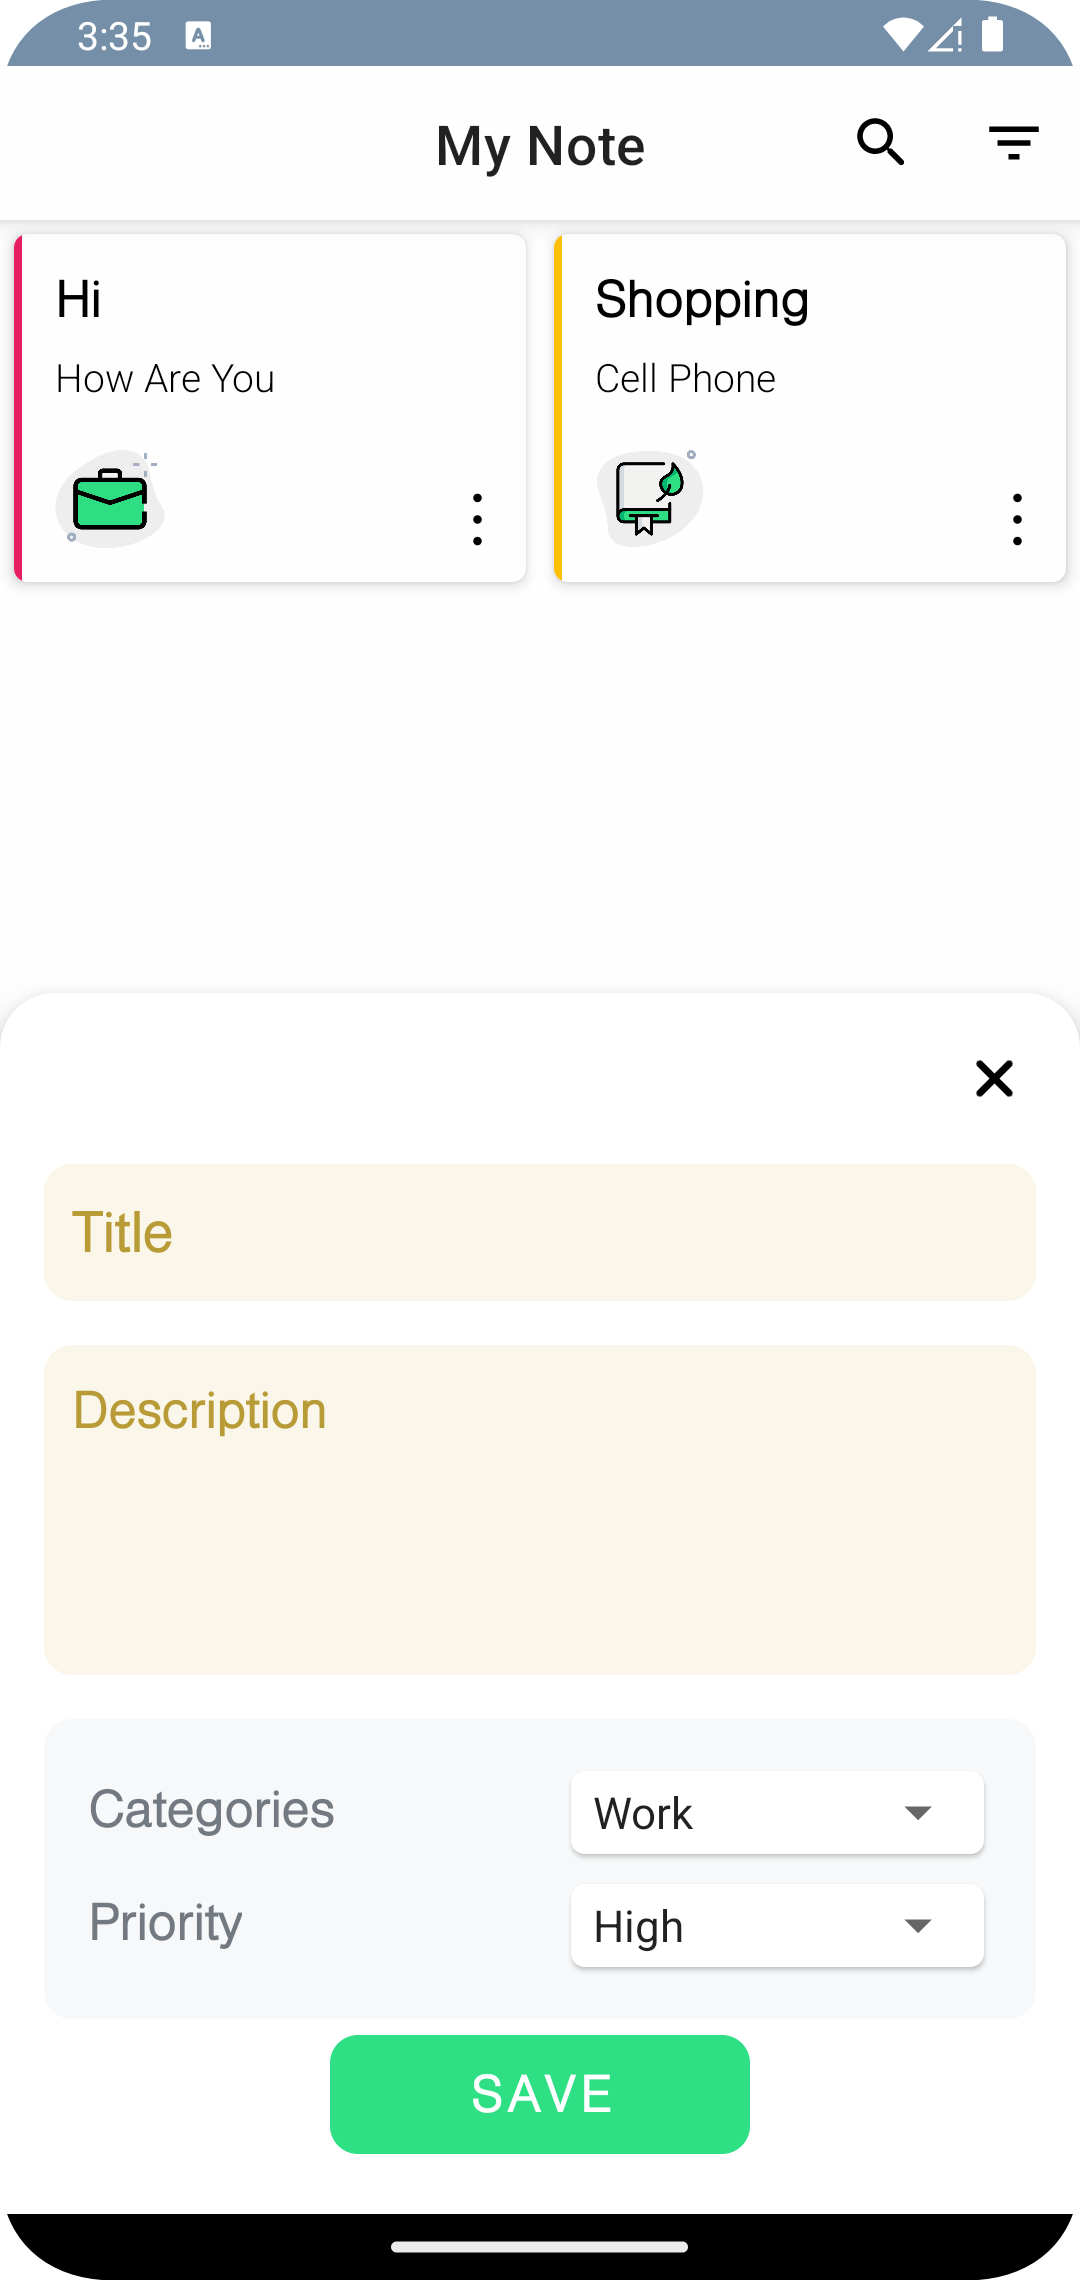 3:35
My Note
Hi
How Are You
Shopping
Cell Phone
Title
Description
Categories
Work
Priority
High
SAVE